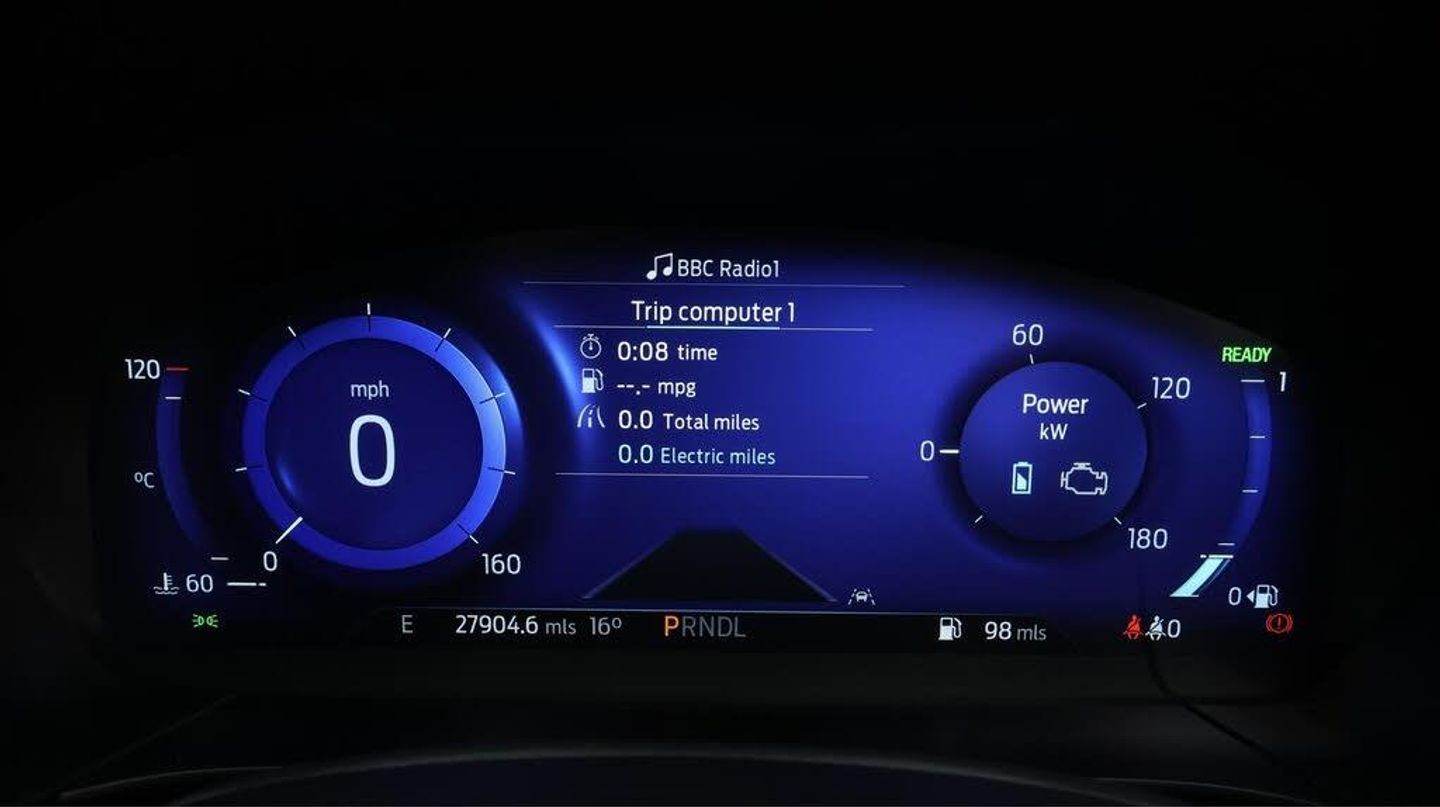 BBC Radio1
Trip computer 1
0:08 time
--.- mpg
0.0 Total miles
0.0 Electric miles
120
ºC
60
mph
0
0
160
60
120
0
Power
kW
180
READY
1
0
E
27904.6 mls
16º
PRNDL
98 mls
0